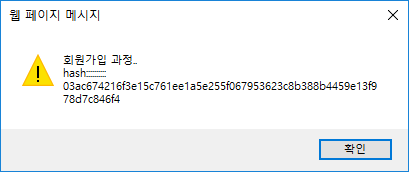 웹 페이지 메시지
회원가입 과정..
hash::::::::::
03ac674216f3e15c761ee1a5e255f067953623c8b388b4459e13f9
78d7c846f4
확인